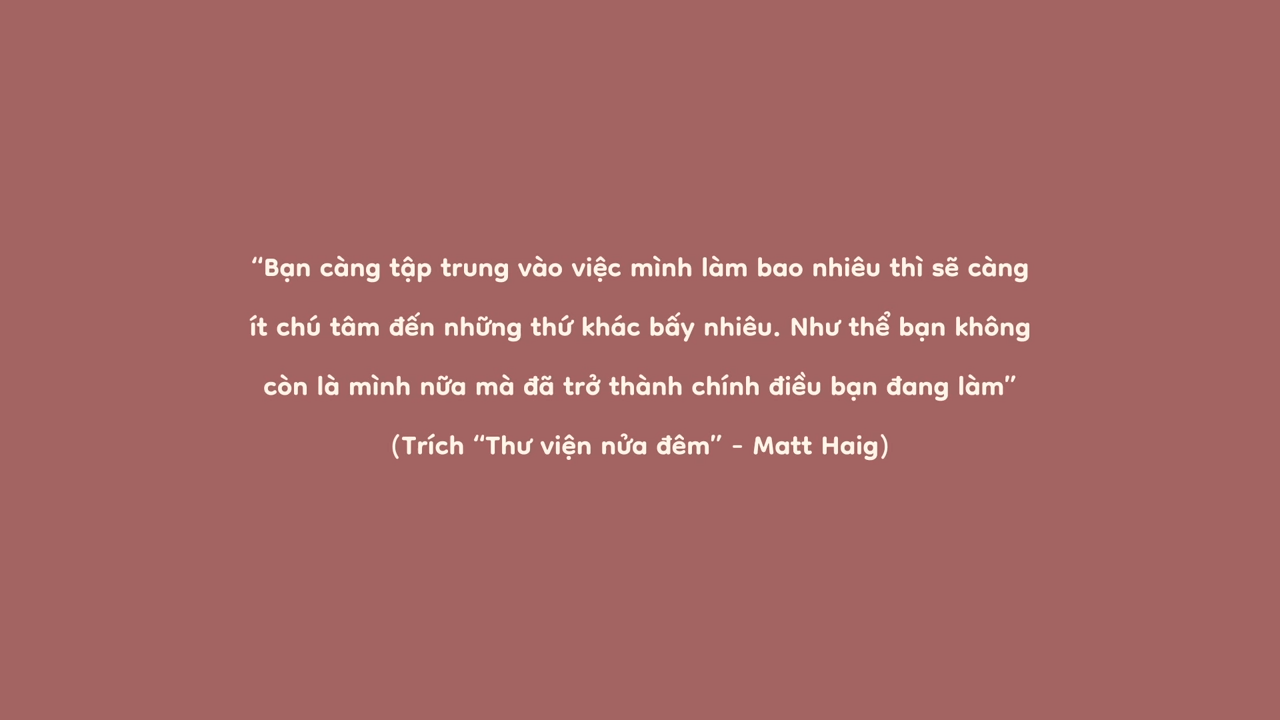 “Bạn càng tập trung vào việc mình làm bao nhiêu thì sẽ càng
ít chú tâm đến những thứ khác bấy nhiêu. Như thể bạn không
còn là mình nữa mà đã trở thành chính điều bạn đang làm”
(Trích “Thư viện nửa đêm” - Matt Haig)